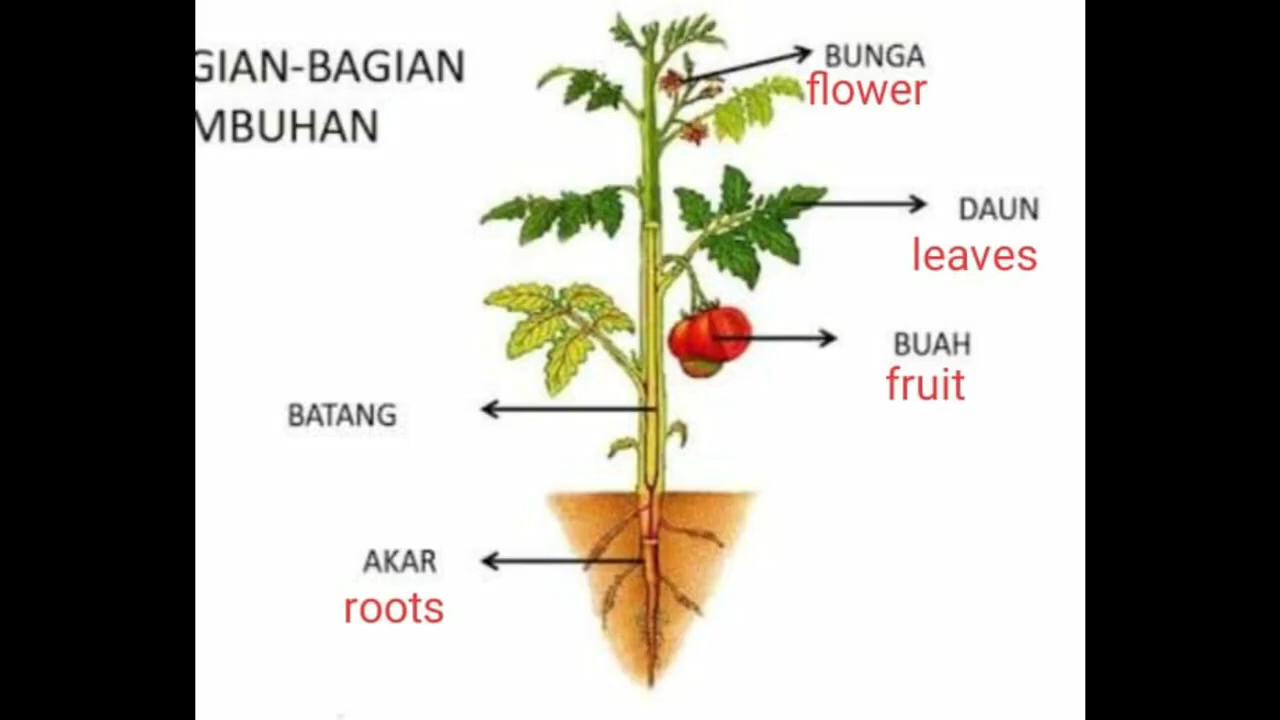 GIAN-BAGIAN
MBUHAN
BUNGA
flower
DAUN
leaves
BUAH
fruit
BATANG
AKAR
roots